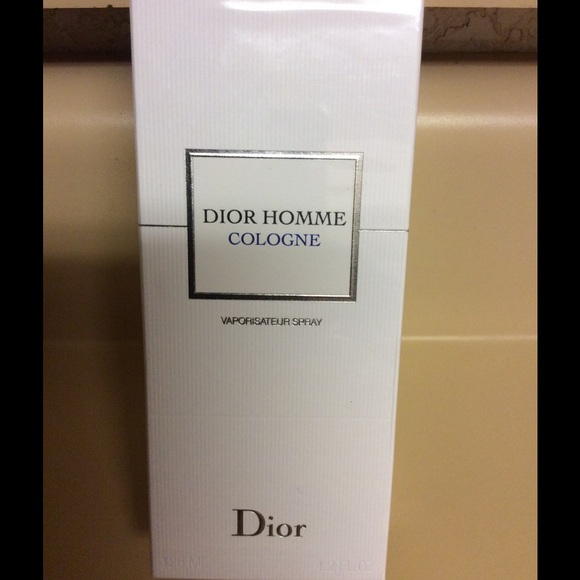 DIOR HOMME
COLOGNE
VAPORISATEUR SPRAY
Dior